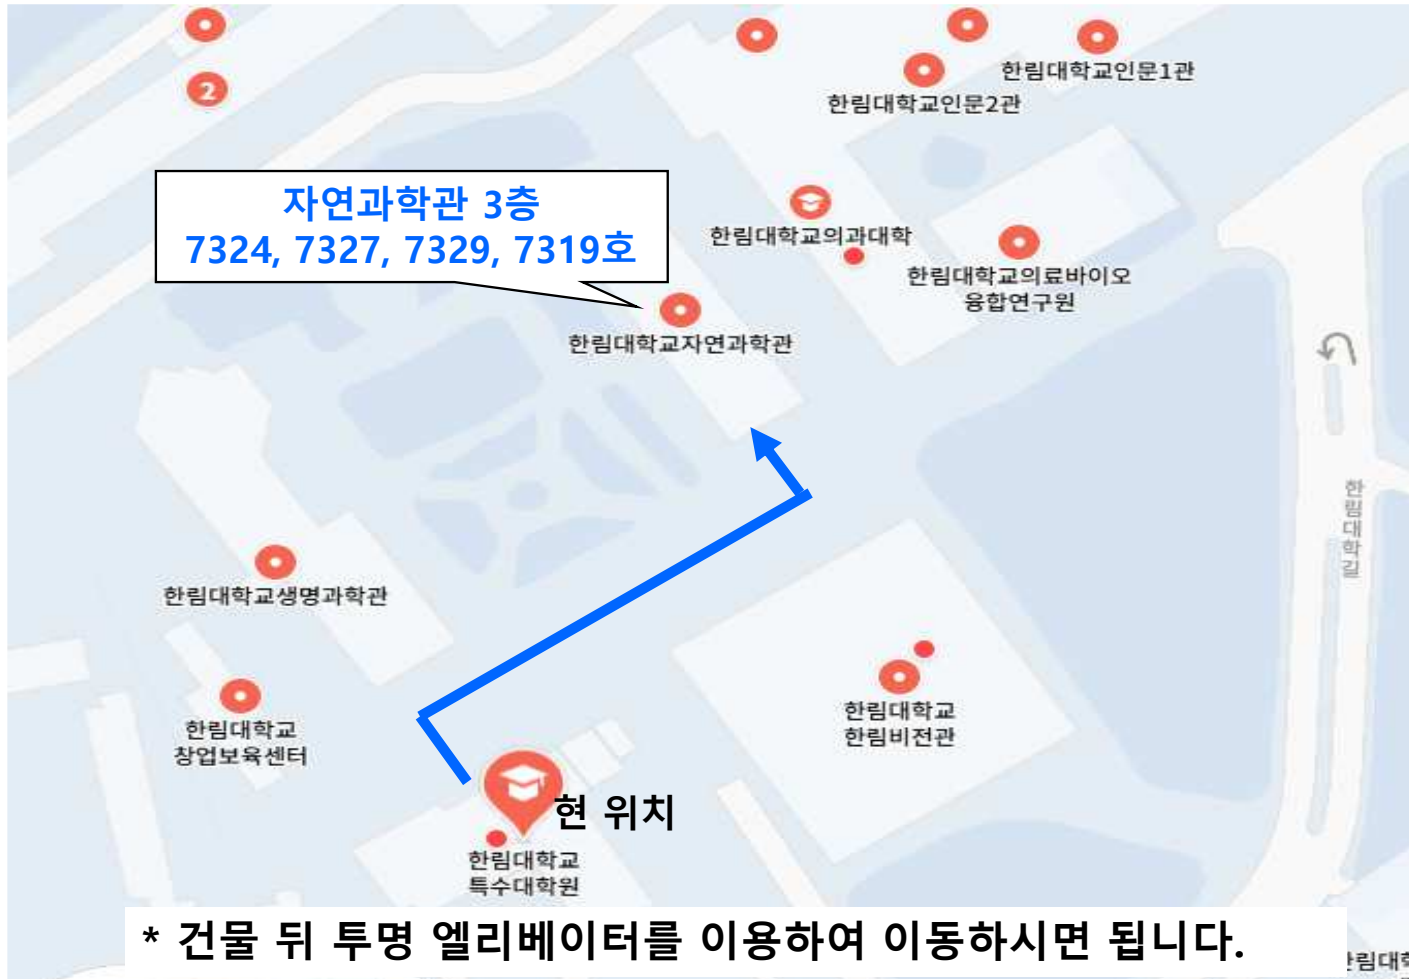 2
한림대학교인문1관
한림대학교인문2관
자연과학관 3층
7324, 7327, 7329, 7319호
한림대학교의과대학
한림대학교의료바이오
융합연구원
한림대학교자연과학관
한림대학길
한림대학교생명과학관
한림대학교
창업보육센터
한림대학교
한림비전관
현 위치
한림대학교
특수대학원
* 건물 뒤 투명 엘리베이터를 이용하여 이동하시면 됩니다.